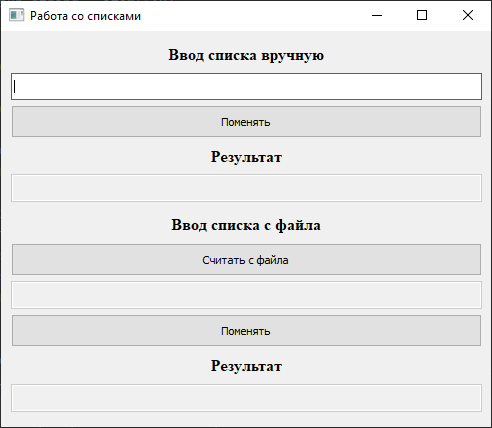 Работа со списками
Ввод списка вручную
Поменять
Результат
Ввод списка с файла
Считать с файла
Поменять
Результат